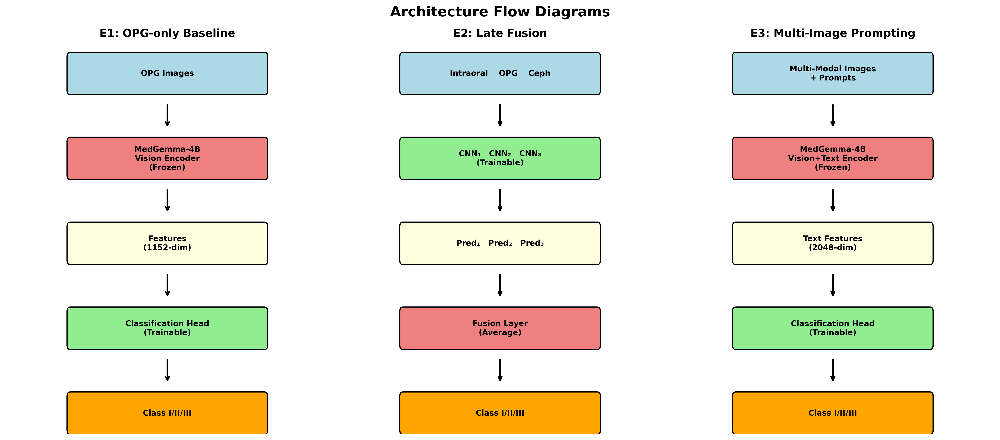 Architecture Flow Diagrams
E1: OPG-only Baseline
OPG Images
MedGemma-4B
Vision Encoder
(Frozen)
Features
(1152-dim)
Classification Head
(Trainable)
Class I/II/III
E2: Late Fusion
Intraoral OPG Ceph
CNN₁ CNN₂ CNN₃
(Trainable)
Pred₁ Pred₂ Pred₃
Fusion Layer
(Average)
Class I/II/III
E3: Multi-Image Prompting
Multi-Modal Images
+ Prompts
MedGemma-4B
Vision+Text Encoder
(Frozen)
Text Features
(2048-dim)
Classification Head
(Trainable)
Class I/II/III